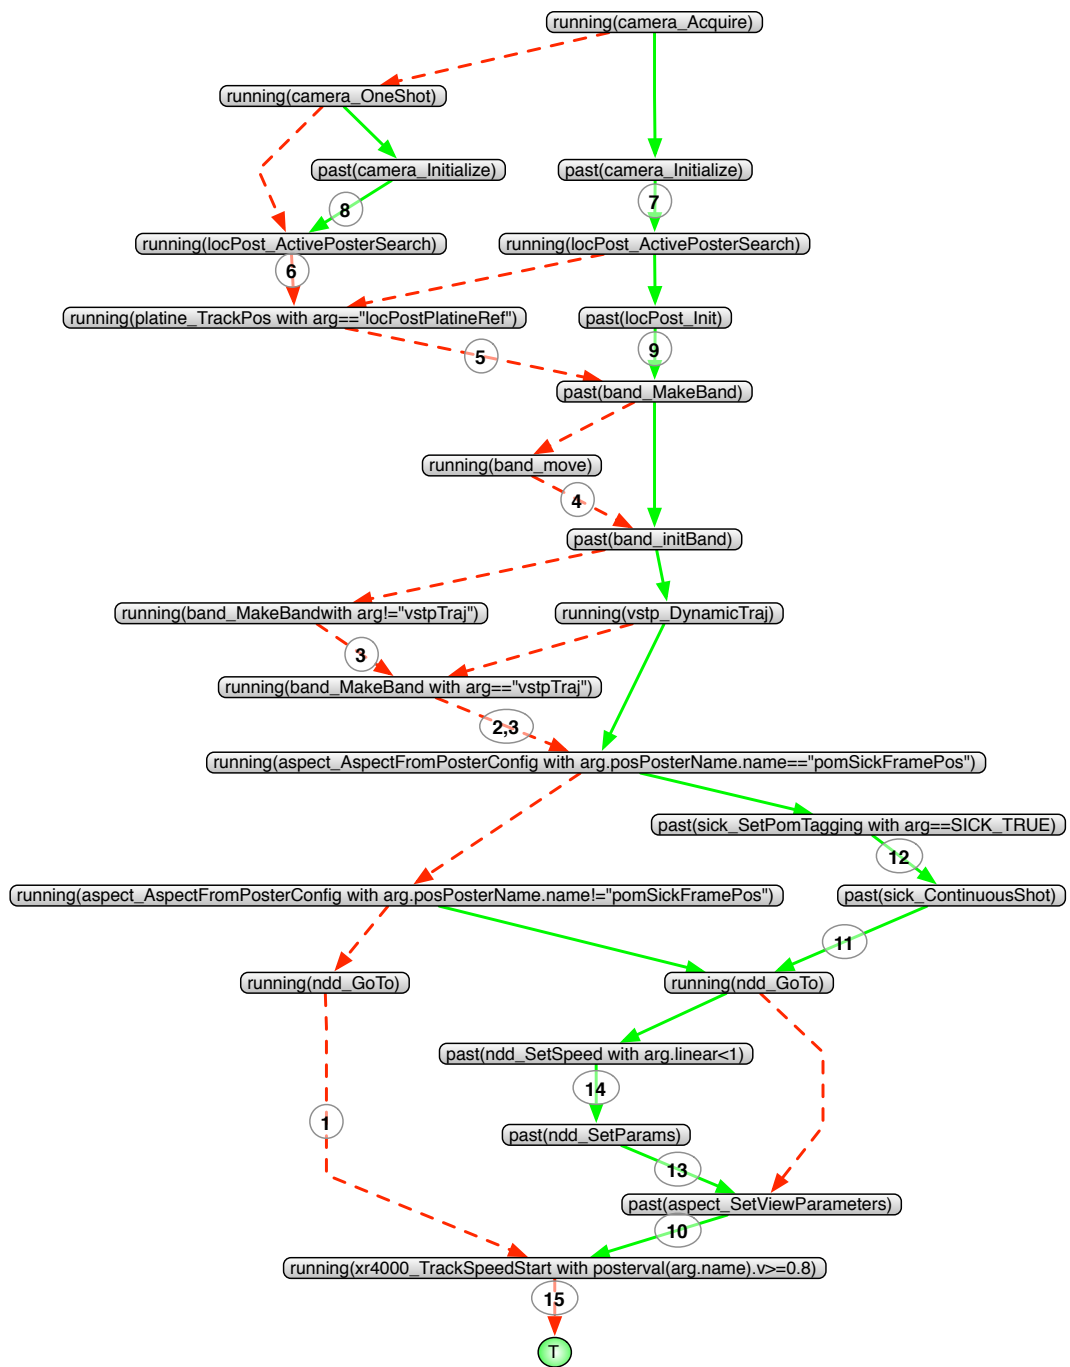 running(camera_Acquire)
running(camera_OneShot)
past(camera_Initialize)
past(camera_Initialize)
8
7
running(locPost_ActivePosterSearch)
running(locPost_ActivePosterSearch)
6
running(platine_TrackPos with arg=="locPostPlatineRef")
past(locPost_Init)
5
9
past(band_MakeBand)
running(band_move)
4
past(band_initBand)
running(band_MakeBandwith arg!="vstpTraj")
running(vstp_DynamicTraj)
3
running(band_MakeBand with arg=="vstpTraj")
2,3
running(aspect_AspectFromPosterConfig with arg.posPosterName.name=="pomSickFramePos")
past(sick_SetPomTagging with arg==SICK_TRUE)
12
running(aspect_AspectFromPosterConfig with arg.posPosterName.name!="pomSickFramePos")
past(sick_ContinuousShot)
11
running(ndd_GoTo)
running(ndd_GoTo)
past(ndd_SetSpeed with arg.linear<1)
14
1
past(ndd_SetParams)
13
past(aspect_SetViewParameters)
10
running(xr4000_TrackSpeedStart with posterval(arg.name).v>=0.8)
15
T